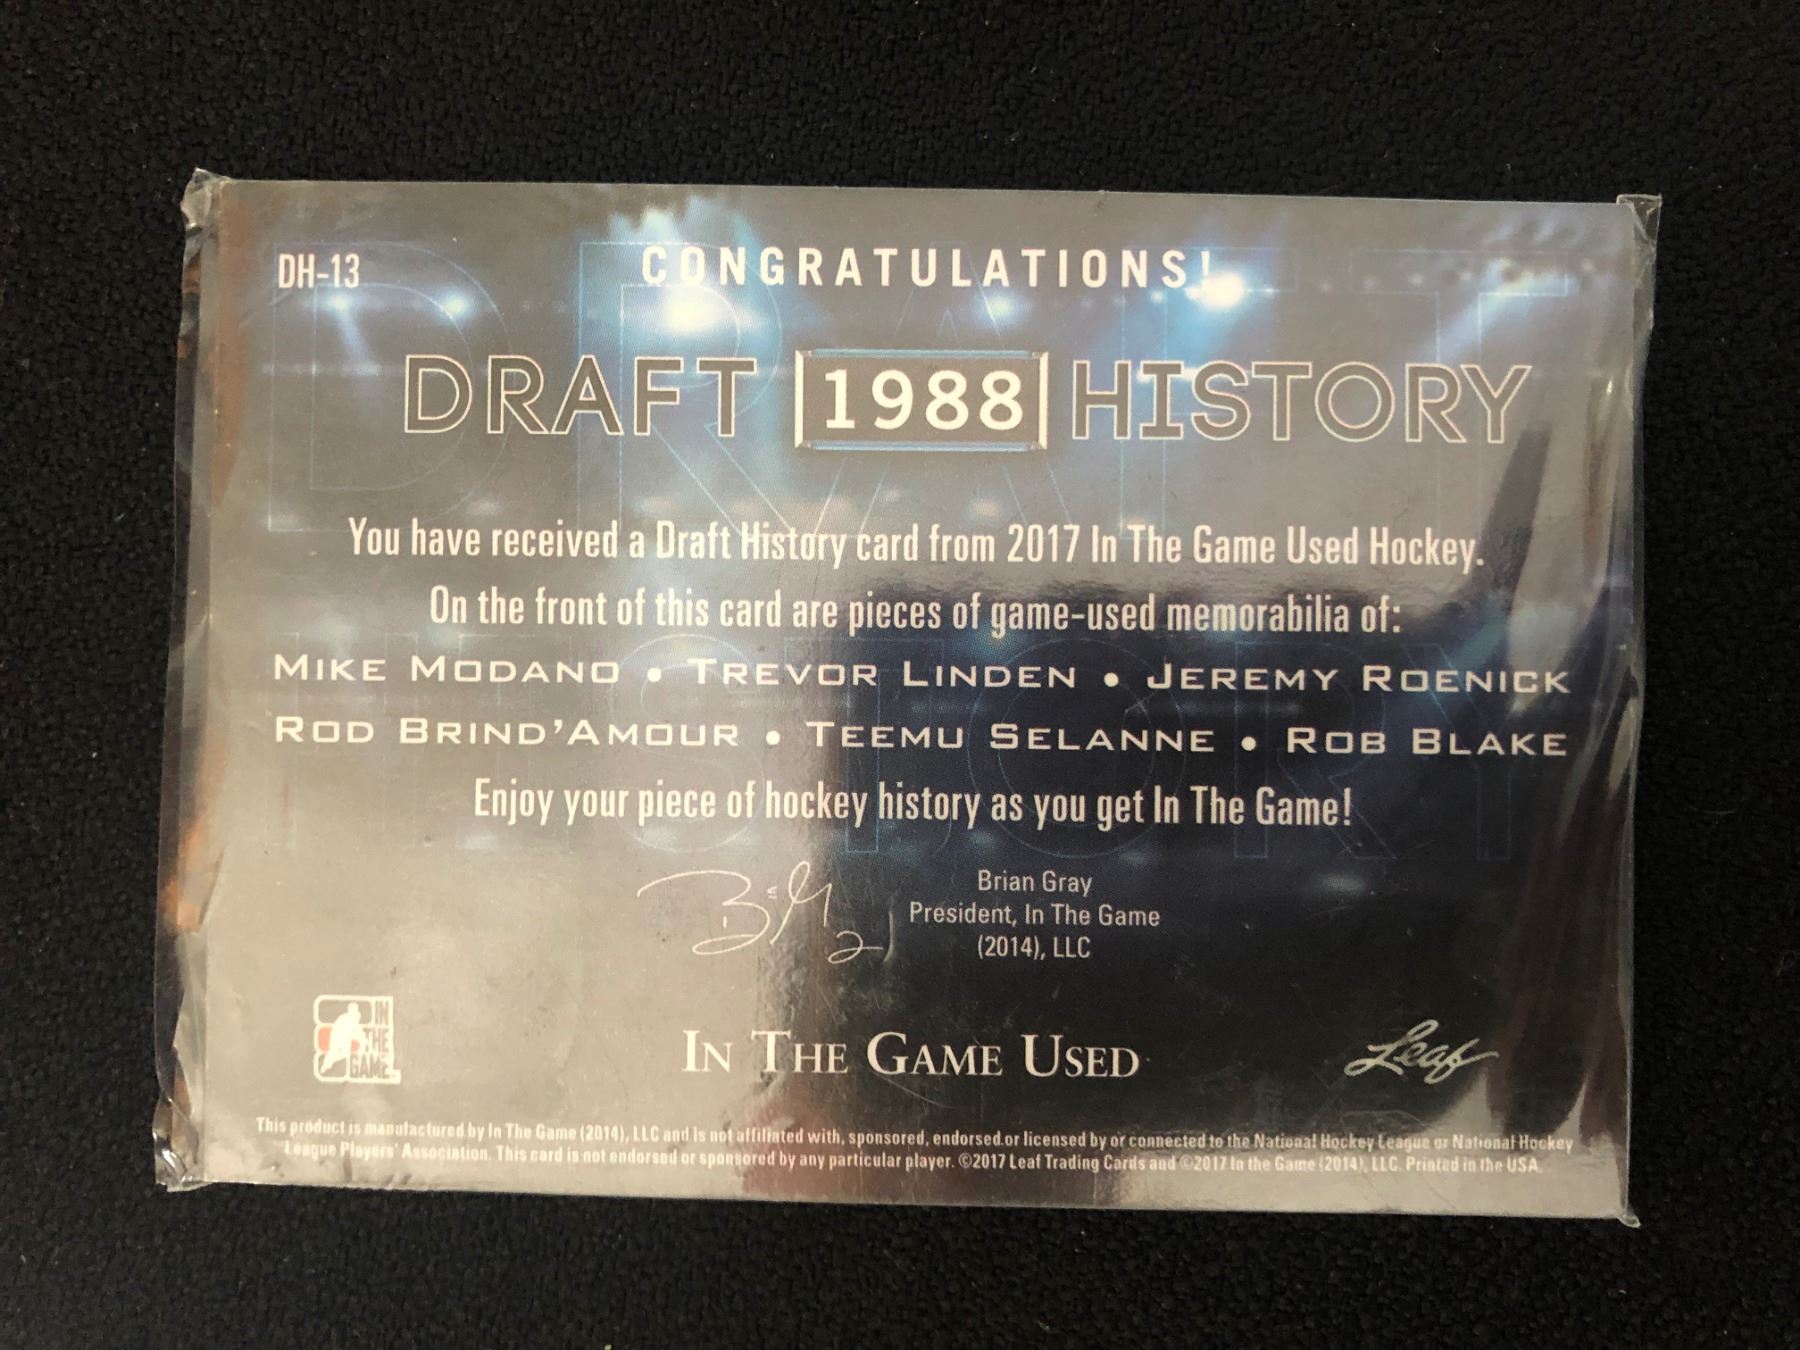 DH-13
CONGRATULATIONS!
DRAFT 1988 HISTORY
You have received a Draft History card from 2017 In The Game Used Hockey.
On the front of this card are pieces of game-used memorabilia of:
MIKE MODANO • TREVOR LINDEN • JEREMY ROENICK
ROD BRIND'AMOUR • TEEMU SELANNE • ROB BLAKE
Enjoy your piece of hockey history as you get In The Game!
Brian Gray
President, In The Game
(2014), LLC
IN
THE
GAME
IN THE GAME USED
Leaf
This product is manufactured by In The Game (2014), LLC and is not affiliated with, sponsored, endorsed or licensed by or connected to the National Hockey League or National Hockey
League Players' Association. This card is not endorsed or sponsored by any particular player. ©2017 Leaf Trading Cards and ©2017 In the Game (2014), LLC. Printed in the USA.